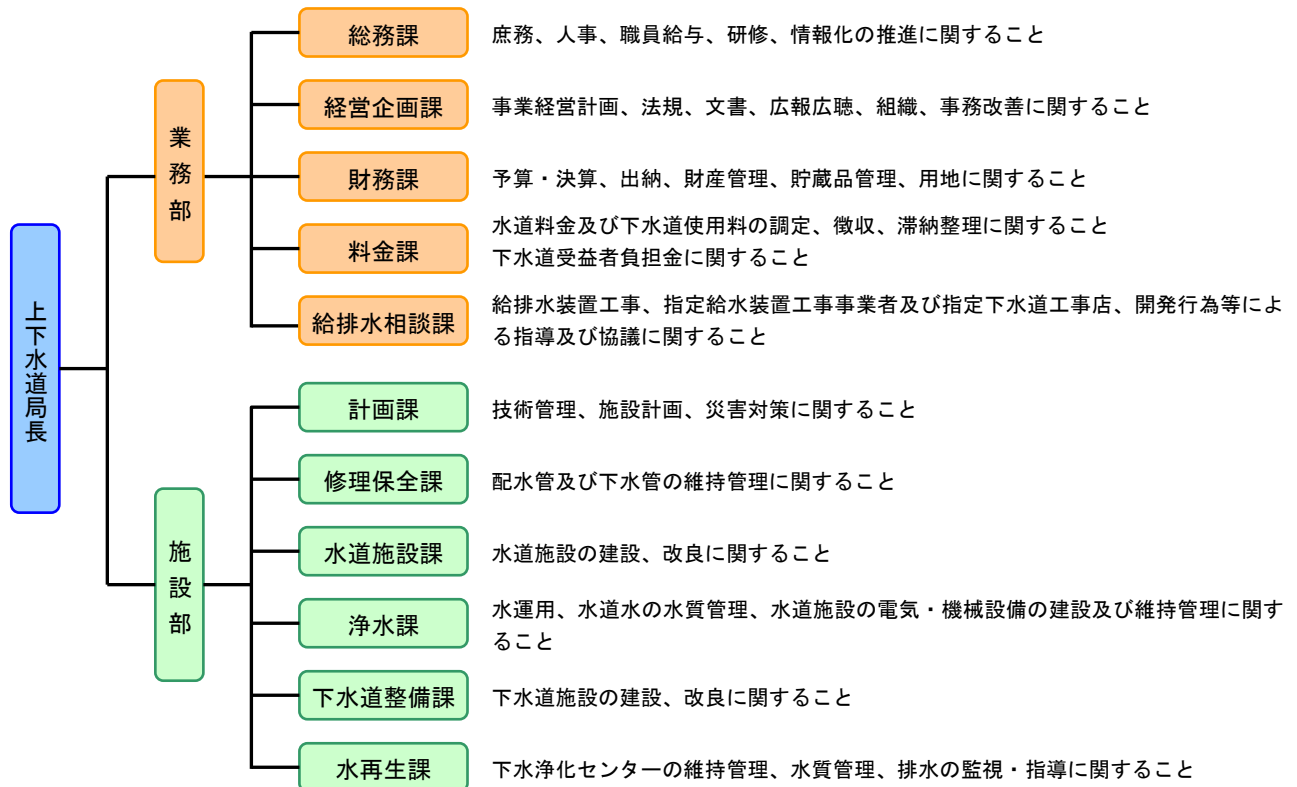 上下水道局長
業務部
総務課
庶務、人事、職員給与、研修、情報化の推進に関すること
経営企画課
事業経営計画、法規、文書、広報広聴、組織、事務改善に関すること
財務課
予算・決算、出納、財産管理、貯蔵品管理、用地に関すること
料金課
水道料金及び下水道使用料の調定、徴収、滞納整理に関すること
下水道受益者負担金に関すること
給排水相談課
給排水装置工事、指定給水装置工事事業者及び指定下水道工事店、開発行為等によ
る指導及び協議に関すること
施設部
計画課
技術管理、施設計画、災害対策に関すること
修理保全課
配水管及び下水管の維持管理に関すること
水道施設課
水道施設の建設、改良に関すること
浄水課
水運用、水道水の水質管理、水道施設の電気・機械設備の建設及び維持管理に関す
ること
下水道整備課
下水道施設の建設、改良に関すること
水再生課
下水浄化センターの維持管理、水質管理、排水の監視・指導に関すること